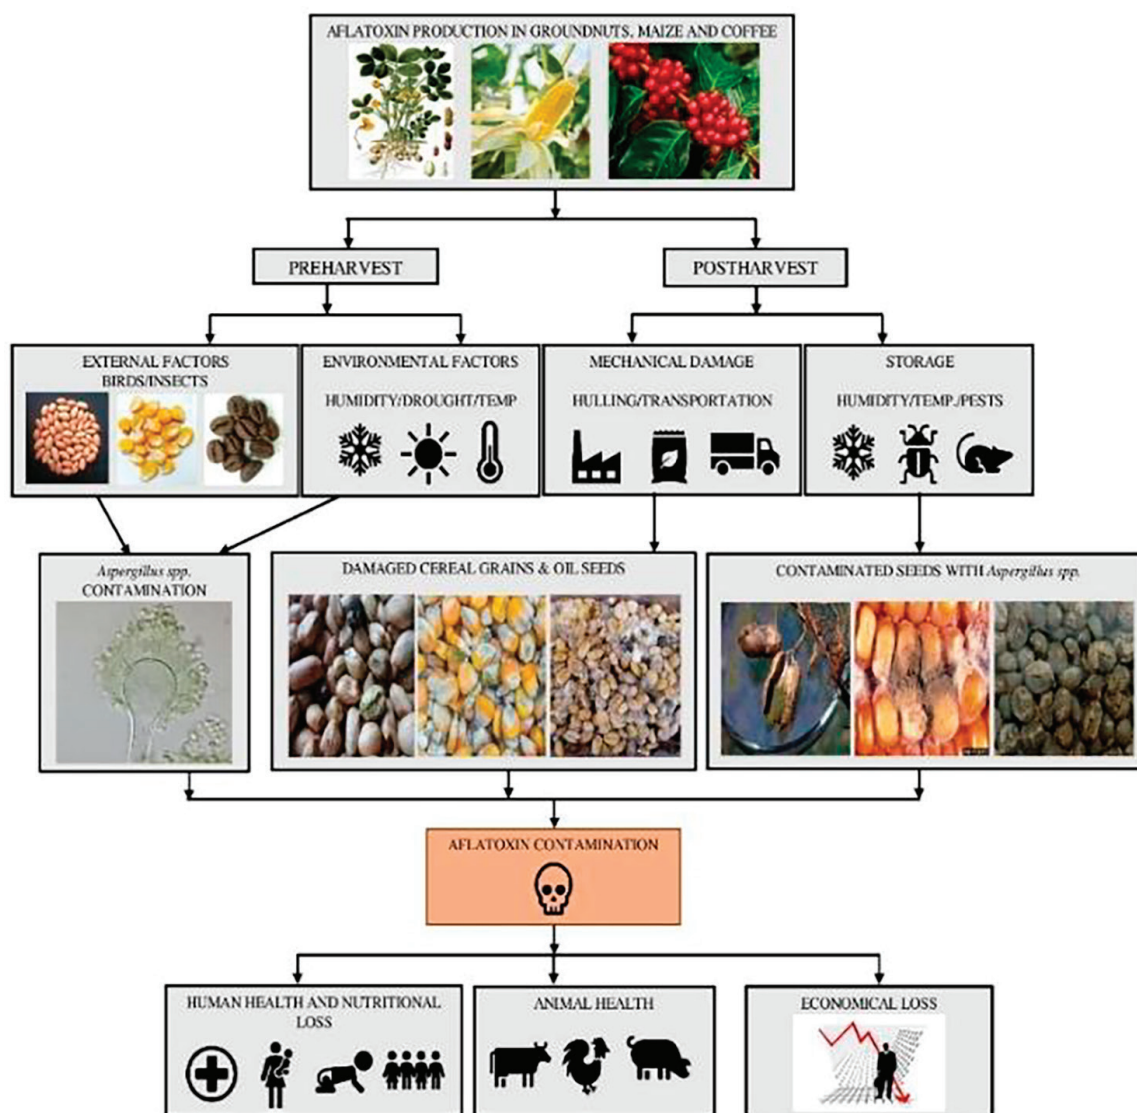 AFLATOXIN PRODUCTION IN GROUNDNUTS, MAIZE AND COFFEE
PREHARVEST
POSTHARVEST
EXTERNAL FACTORS
BIRDS/INSECTS
ENVIRONMENTAL FACTORS
HUMIDITY/DROUGHT/TEMP
MECHANICAL DAMAGE
HULLING/TRANSPORTATION
STORAGE
HUMIDITY/TEMP./PESTS
Aspergillus spp.
CONTAMINATION
DAMAGED CEREAL GRAINS & OIL SEEDS
CONTAMINATED SEEDS WITH Aspergillus spp.
AFLATOXIN CONTAMINATION
HUMAN HEALTH AND NUTRITIONAL
LOSS
ANIMAL HEALTH
ECONOMICAL LOSS